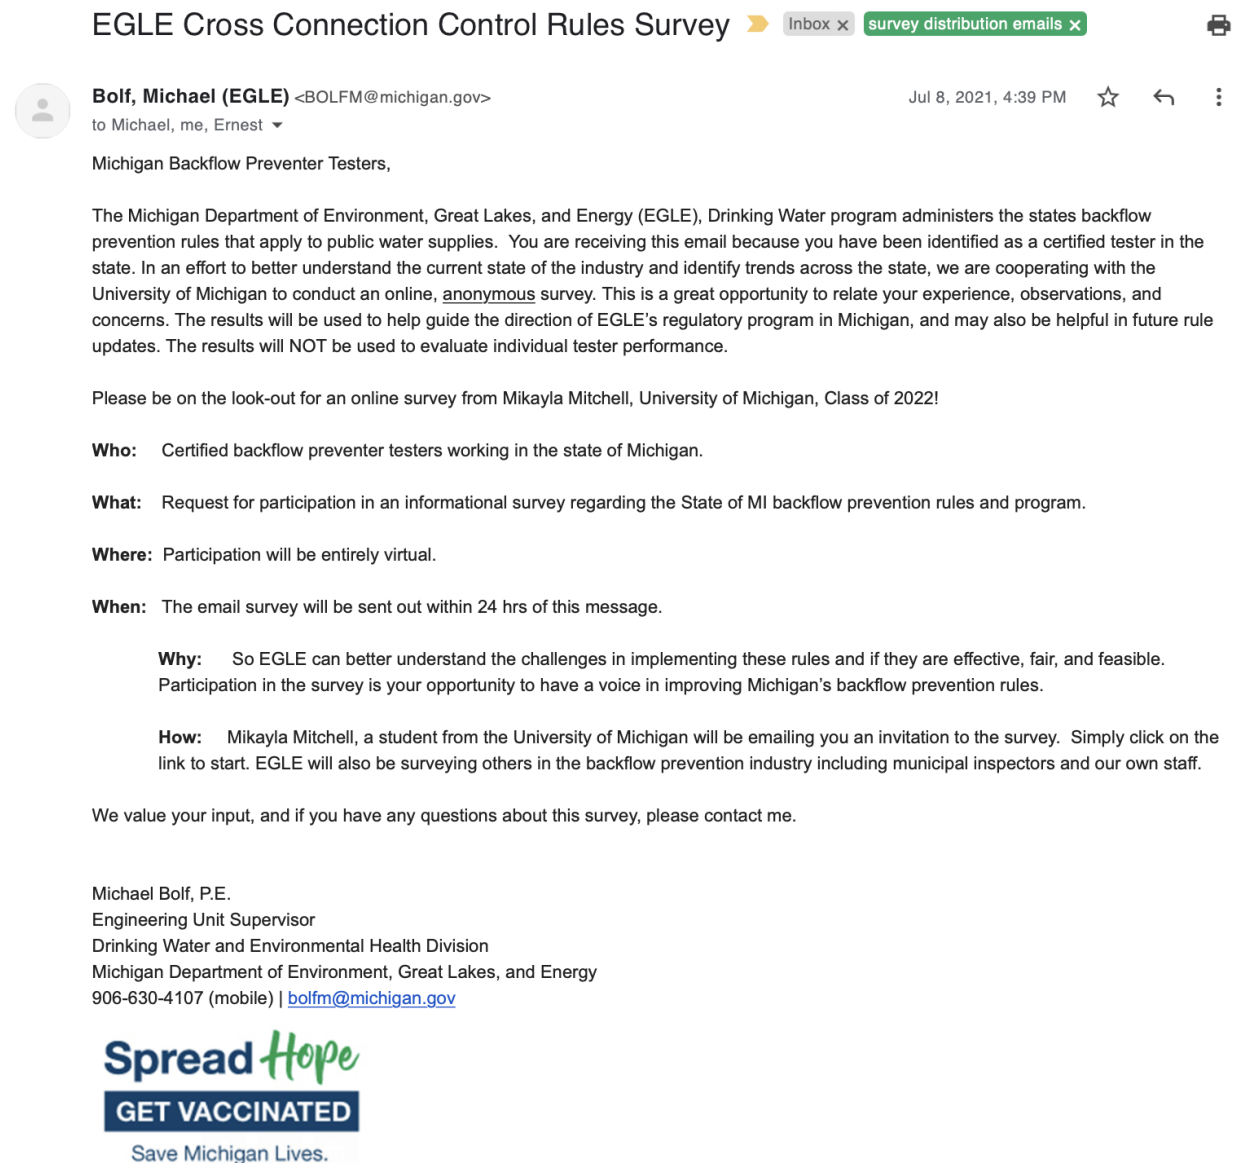 EGLE Cross Connection Control Rules Survey Inbox x survey distribution emails x
Bolf, Michael (EGLE) <BOLFM@michigan.gov> Jul 8, 2021, 4:39 PM
to Michael, me, Ernest
Michigan Backflow Preventer Testers,
The Michigan Department of Environment, Great Lakes, and Energy (EGLE), Drinking Water program administers the states backflow
prevention rules that apply to public water supplies.  You are receiving this email because you have been identified as a certified tester in the
state. In an effort to better understand the current state of the industry and identify trends across the state, we are cooperating with the
University of Michigan to conduct an online, anonymous survey. This is a great opportunity to relate your experience, observations, and
concerns. The results will be used to help guide the direction of EGLE’s regulatory program in Michigan, and may also be helpful in future rule
updates. The results will NOT be used to evaluate individual tester performance.
Please be on the look-out for an online survey from Mikayla Mitchell, University of Michigan, Class of 2022!
Who: Certified backflow preventer testers working in the state of Michigan.
What: Request for participation in an informational survey regarding the State of MI backflow prevention rules and program.
Where: Participation will be entirely virtual.
When: The email survey will be sent out within 24 hrs of this message.
Why: So EGLE can better understand the challenges in implementing these rules and if they are effective, fair, and feasible.
Participation in the survey is your opportunity to have a voice in improving Michigan’s backflow prevention rules.
How: Mikayla Mitchell, a student from the University of Michigan will be emailing you an invitation to the survey.  Simply click on the
link to start. EGLE will also be surveying others in the backflow prevention industry including municipal inspectors and our own staff.
We value your input, and if you have any questions about this survey, please contact me.
Michael Bolf, P.E.
Engineering Unit Supervisor
Drinking Water and Environmental Health Division
Michigan Department of Environment, Great Lakes, and Energy
906-630-4107 (mobile) | bolfm@michigan.gov
Spread Hope
GET VACCINATED
Save Michigan Lives.